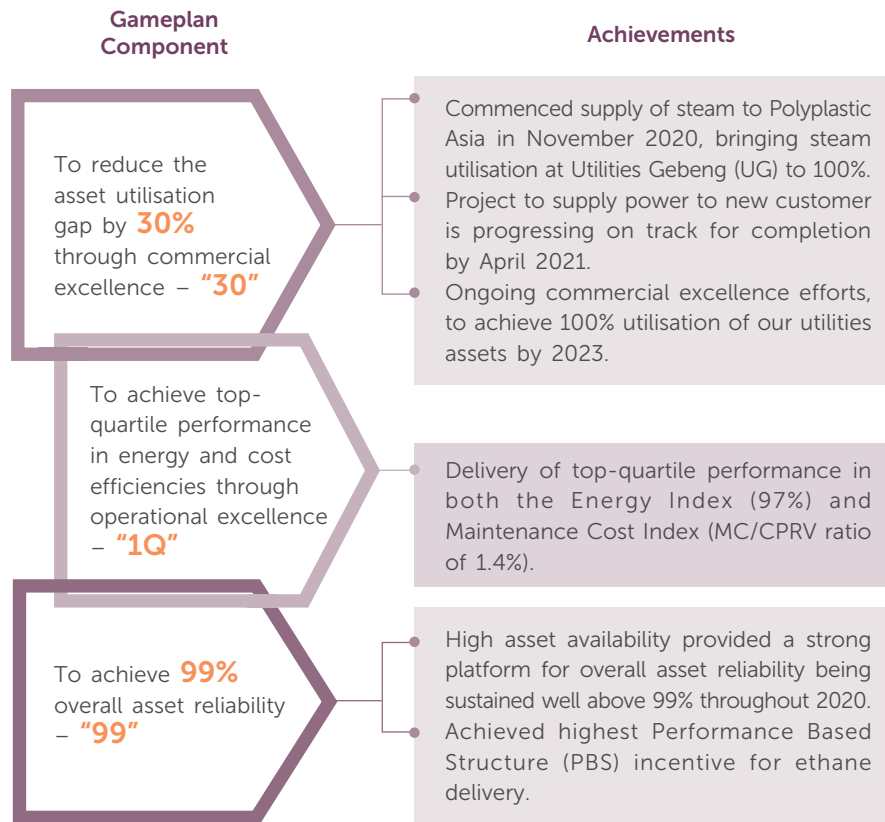 Gameplan
Component
Achievements
To reduce the
asset utilisation
gap by 30%
through commercial
excellence – “30”
Commenced supply of steam to Polyplastic
Asia in November 2020, bringing steam
utilisation at Utilities Gebeng (UG) to 100%.
Project to supply power to new customer
is progressing on track for completion
by April 2021.
Ongoing commercial excellence efforts,
to achieve 100% utilisation of our utilities
assets by 2023.
To achieve top-
quartile performance
in energy and cost
efficiencies through
operational excellence
– “1Q”
Delivery of top-quartile performance in
both the Energy Index (97%) and
Maintenance Cost Index (MC/CPRV ratio
of 1.4%).
To achieve 99%
overall asset reliability
– “99”
High asset availability provided a strong
platform for overall asset reliability being
sustained well above 99% throughout 2020.
Achieved highest Performance Based
Structure (PBS) incentive for ethane
delivery.